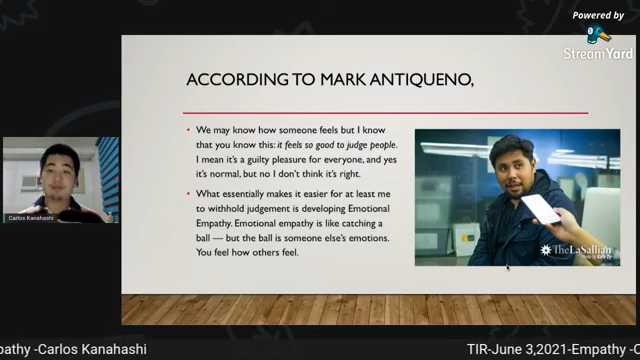 Powered by
StreamYard
ACCORDING TO MARK ANTIQUENO,
• We may know how someone feels but I know
that you know this: it feels so good to judge people.
I mean it's a guilty pleasure for everyone, and yes
it's normal, but no I don't think it's right.
• What essentially makes it easier for at least me
to withhold judgement is developing Emotional
Empathy. Emotional empathy is like catching a
ball — but the ball is someone else's emotions.
You feel how others feel.
TheLaSallian
Carlos Kanahashi
pathy -Carlos Kanahashi
TIR-June 3,2021-Empathy -C